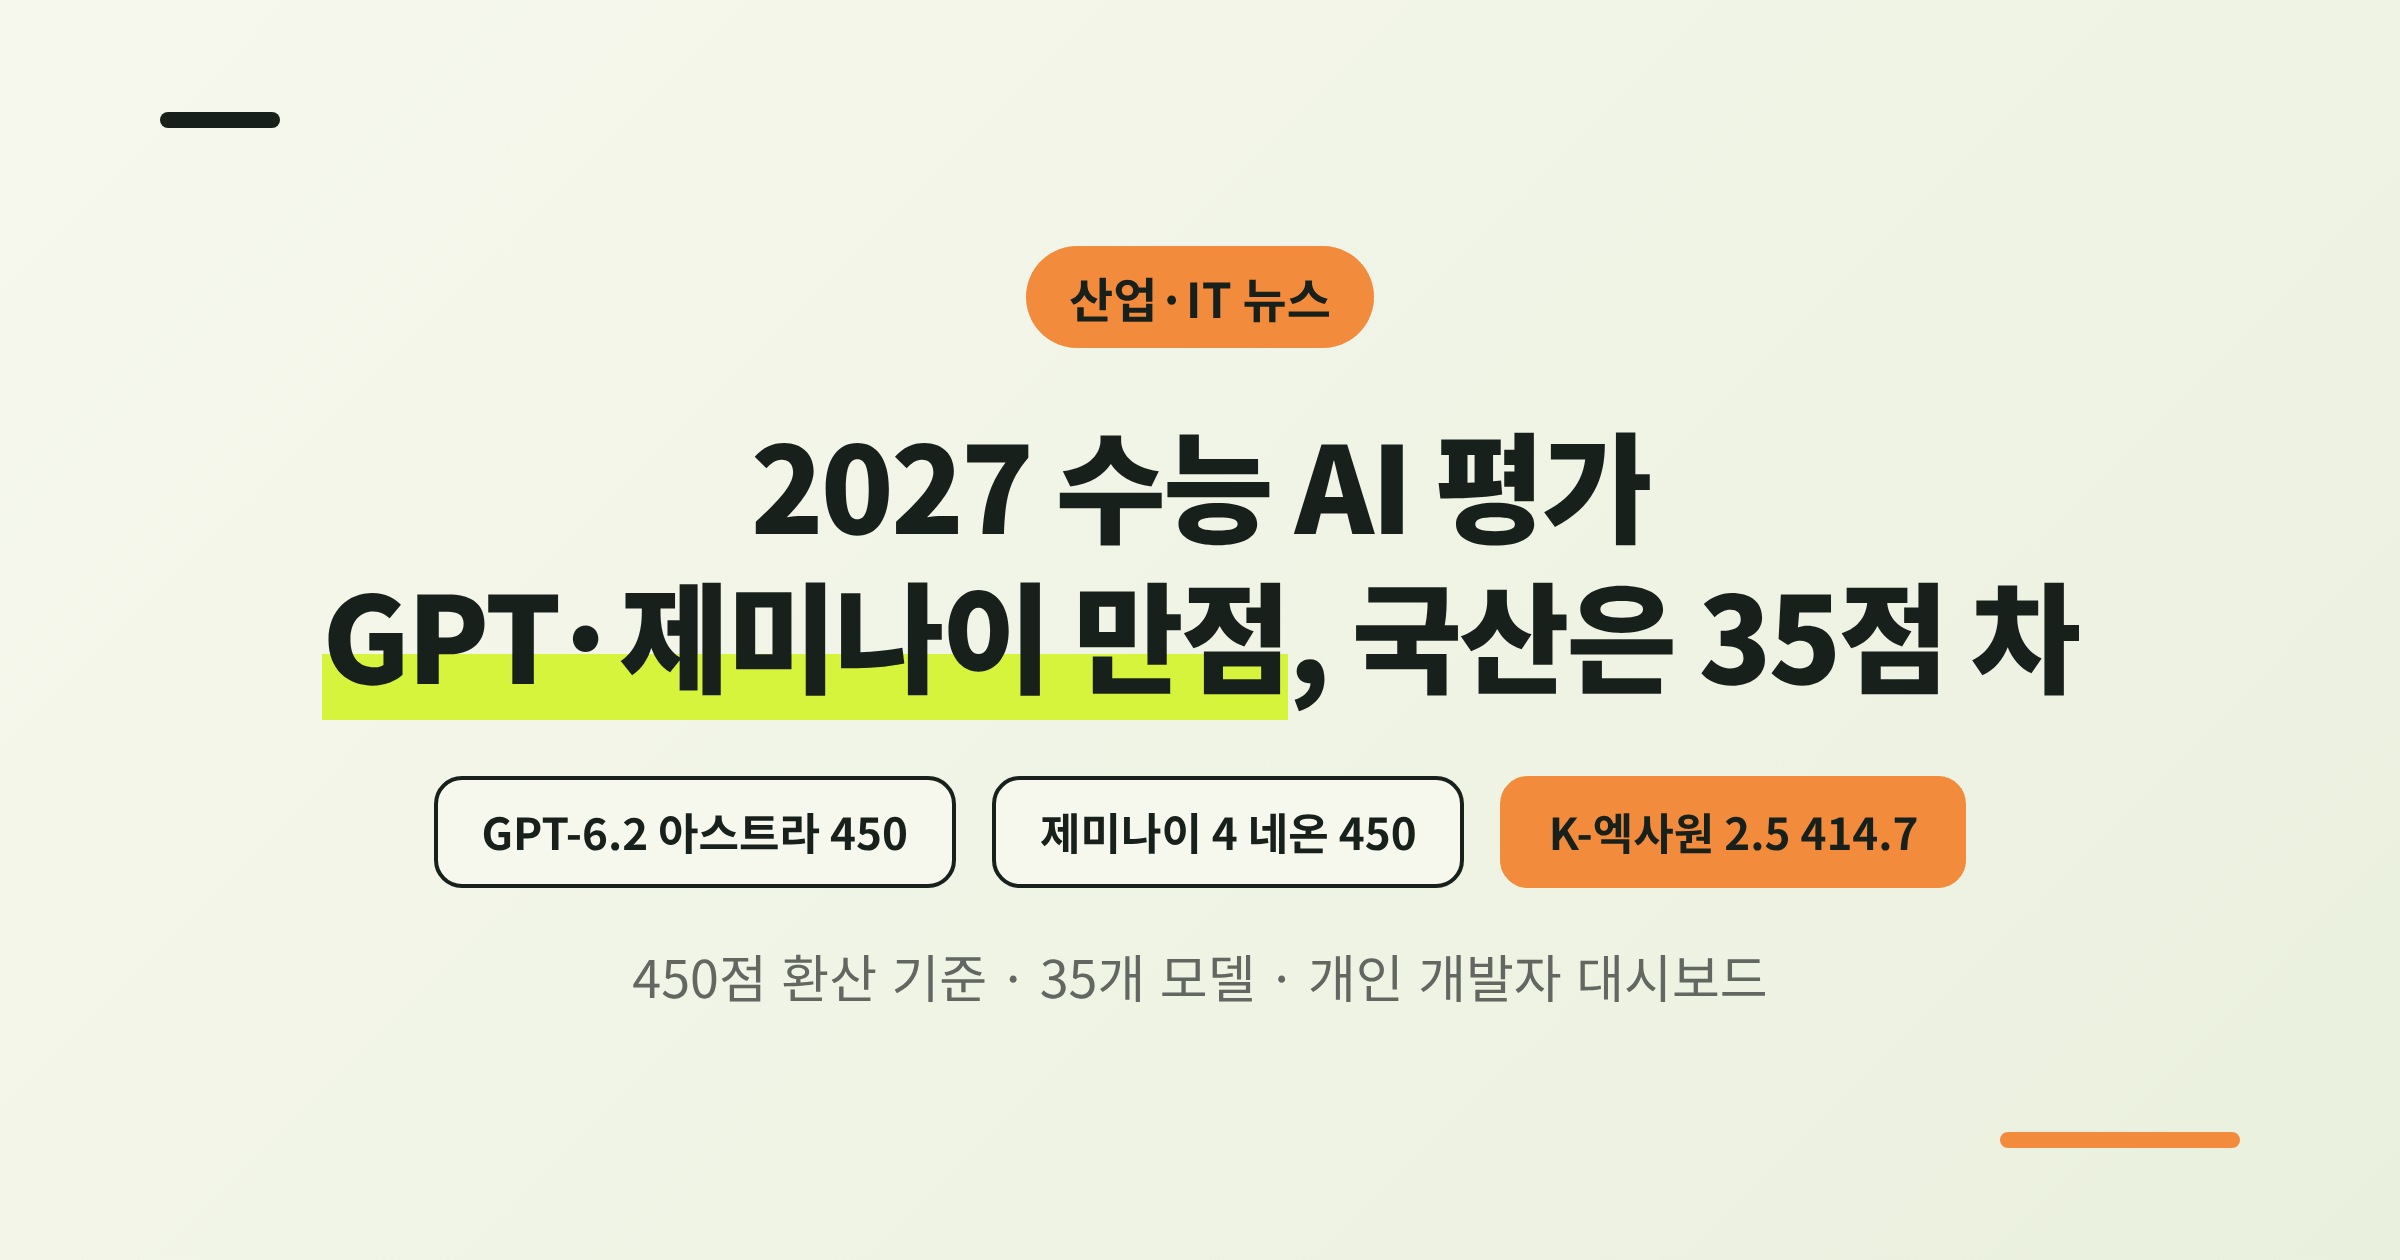 산업·IT 뉴스
2027 수능 AI 평가
GPT·제미나이 만점, 국산은 35점 차
GPT-6.2 아스트라 450
제미나이 4 네온 450
K-엑사원 2.5 414.7
450점 환산 기준 · 35개 모델 · 개인 개발자 대시보드